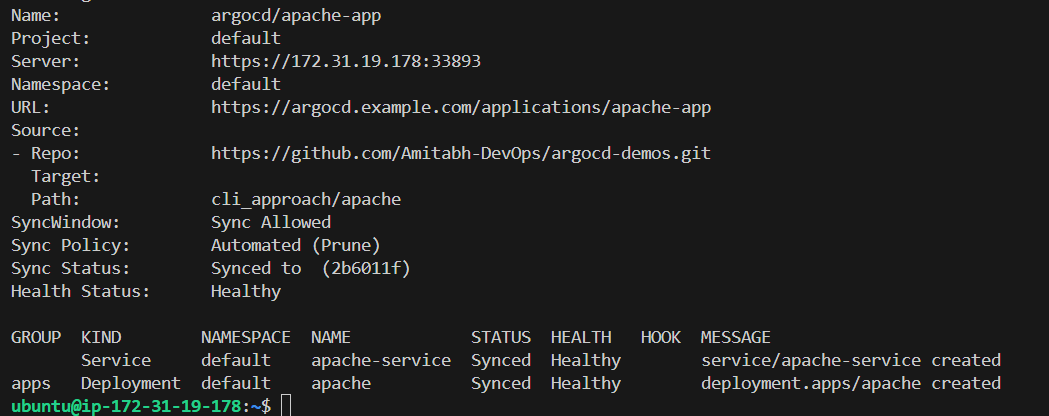 Name: argocd/apache-app
Project: default
Server: https://172.31.19.178:33893
Namespace: default
URL: https://argocd.example.com/applications/apache-app
Source:
- Repo: https://github.com/Amitabh-DevOps/argocd-demos.git
Target:
Path: cli_approach/apache
SyncWindow: Sync Allowed
Sync Policy: Automated (Prune)
Sync Status: Synced to (2b6011f)
Health Status: Healthy
GROUP KIND NAMESPACE NAME STATUS HEALTH HOOK MESSAGE
Service default apache-service Synced Healthy service/apache-service created
apps Deployment default apache Synced Healthy deployment.apps/apache created
ubuntu@ip-172-31-19-178:~$